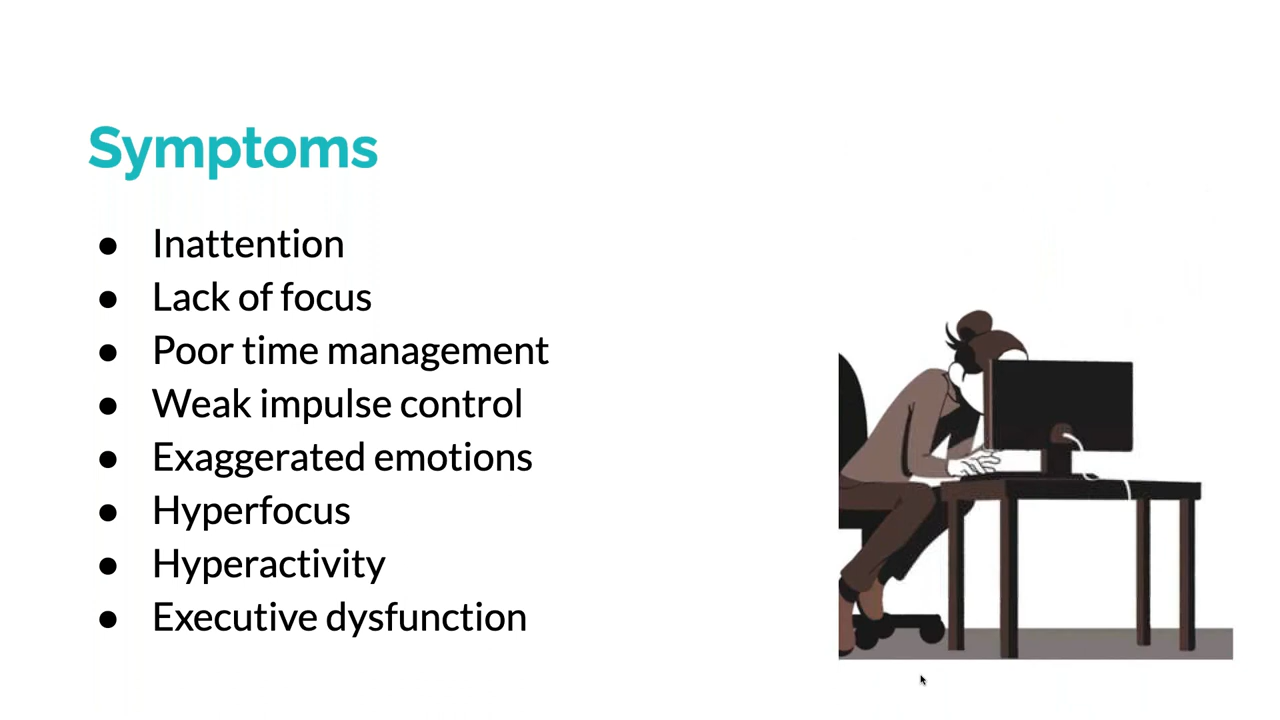 Symptoms
● Inattention
● Lack of focus
● Poor time management
● Weak impulse control
● Exaggerated emotions
● Hyperfocus
● Hyperactivity
● Executive dysfunction